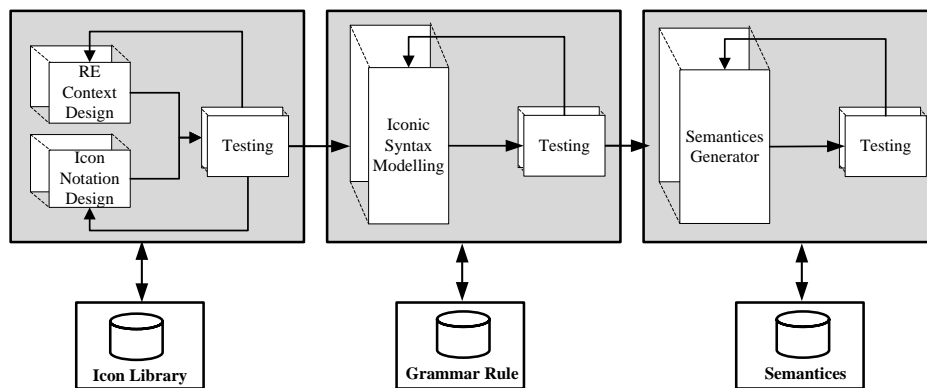 RE
Context
Design
Icon
Notation
Design
Testing
Iconic
Syntax
Modelling
Testing
Semantices
Generator
Testing
Icon Library
Grammar Rule
Semantices